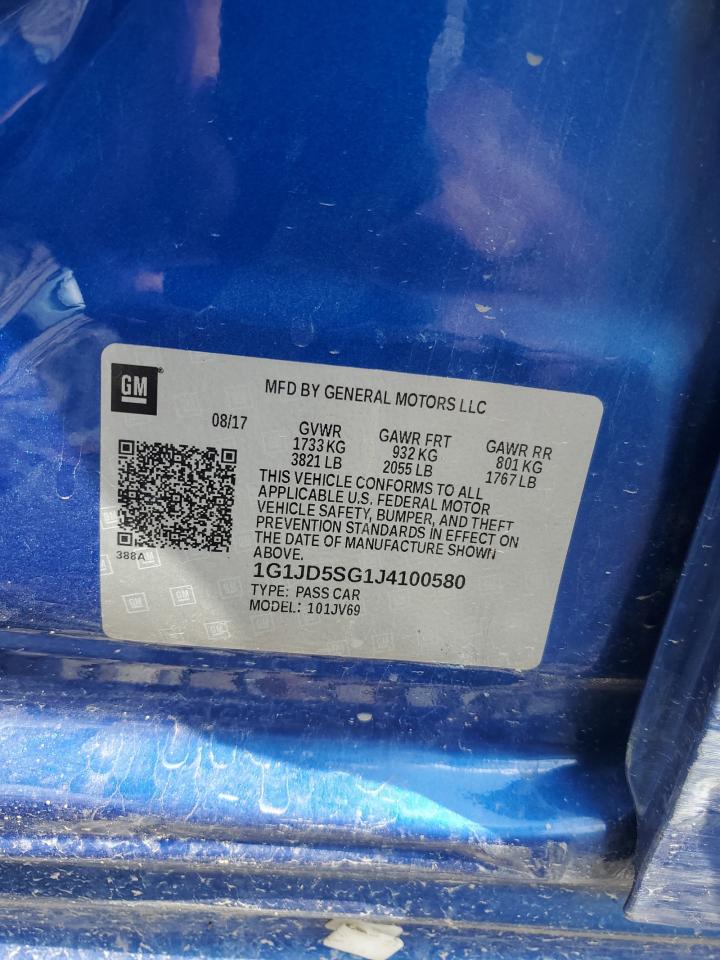 GM
MFD BY GENERAL MOTORS LLC
08/17
GVWR GAWR FRT GAWR RR
1733 KG 932 KG 801 KG
3821 LB 2055 LB 1767 LB
THIS VEHICLE CONFORMS TO ALL
APPLICABLE U.S. FEDERAL MOTOR
VEHICLE SAFETY, BUMPER, AND THEFT
PREVENTION STANDARDS IN EFFECT ON
THE DATE OF MANUFACTURE SHOWN
ABOVE.
388A
1G1JD5SG1J4100580
TYPE: PASS CAR
MODEL: 101JV69